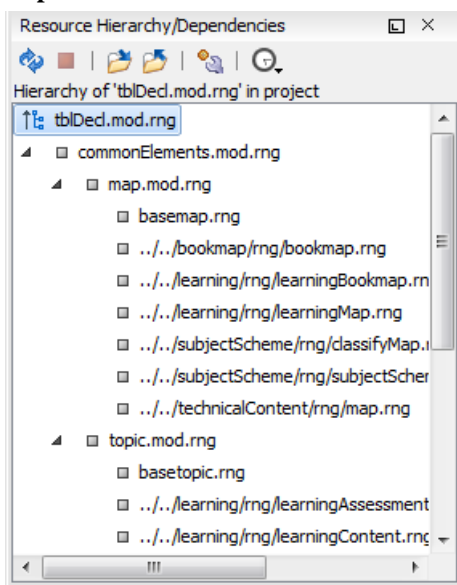 Resource Hierarchy/Dependencies
Hierarchy of 'tblDecl.mod.rng' in project
tblDecl.mod.rng
commonElements.mod.rng
map.mod.rng
basemap.rng
../../bookmap/rng/bookmap.rng
../../learning/rng/learningBookmap.rn
../../learning/rng/learningMap.rng
../../subjectScheme/rng/classifyMap.r
../../subjectScheme/rng/subjectScher
../../technicalContent/rng/map.rng
topic.mod.rng
basetopic.rng
../../learning/rng/learningAssessment
../../learning/rng/learningContent.rng